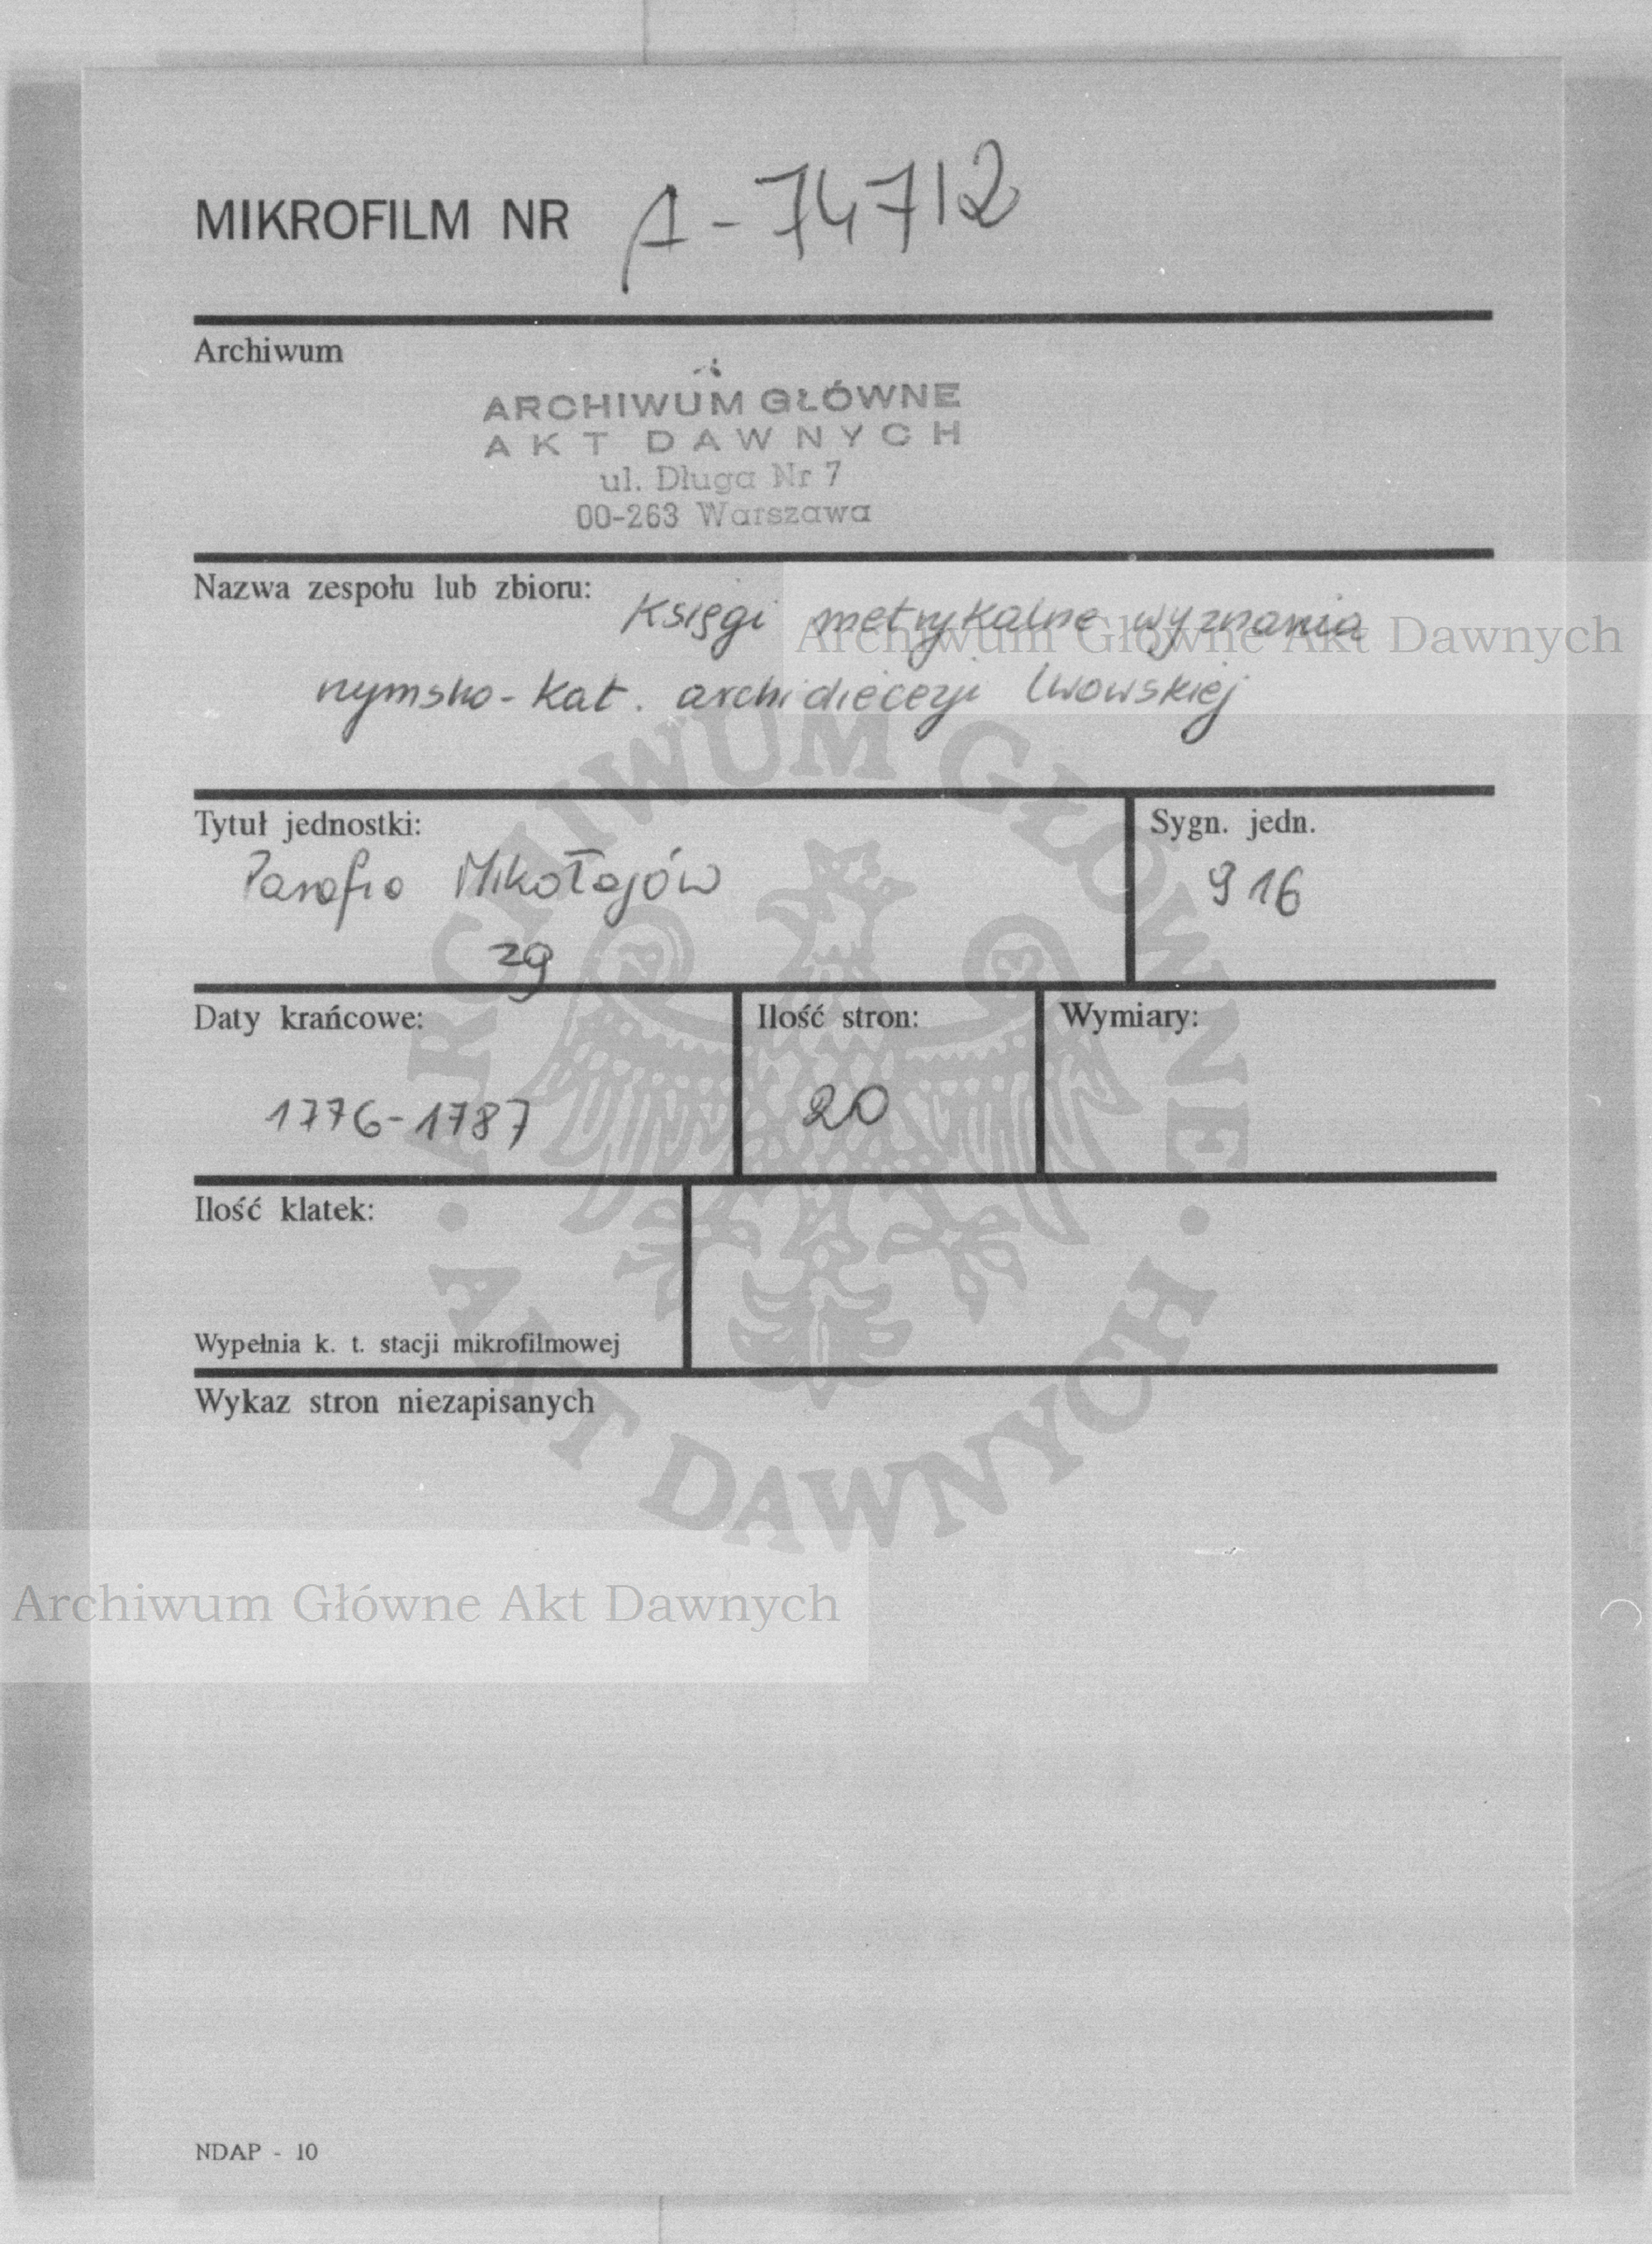 MIKROFILM NR A-74712
Archiwum
ARCHIWUM GŁÓWNE
AKT DAWNYCH
ul. Długa Nr 7
00-263 Warszawa
Nazwa zespołu lub zbioru: Księgi metrykalne wyznania
Archiwum Główne Akt Dawnych
rzymsko-kat. archidiecezji lwowskiej
ARCHIWUM GŁÓWNE
Tytuł jednostki:
Sygn. jedn.
Parafia Mikołajów
916
zg
Daty krańcowe:
Ilość stron:
Wymiary:
1776-1787
20
Ilość klatek:
Wypełnia k. t. stacji mikrofilmowej
Wykaz stron niezapisanych
· AKT DAWNYCH ·
Archiwum Główne Akt Dawnych
NDAP - 10